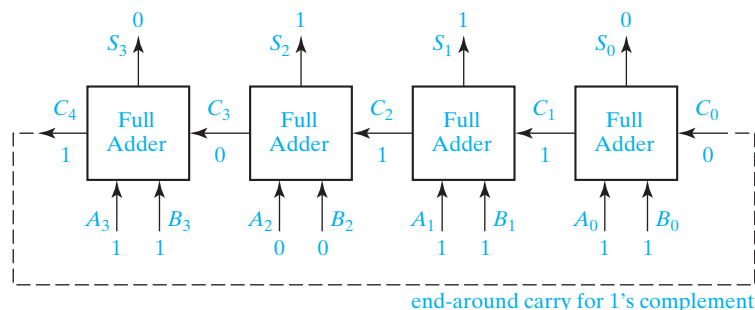 0 1 1 0
S3 S2 S1 S0
C4 Full C3 Full C2 Full C1 Full C0
Adder Adder Adder Adder
1 0 1 1 0
A3 B3 A2 B2 A1 B1 A0 B0
1 1 0 0 1 1 1 1
end-around carry for 1's complement